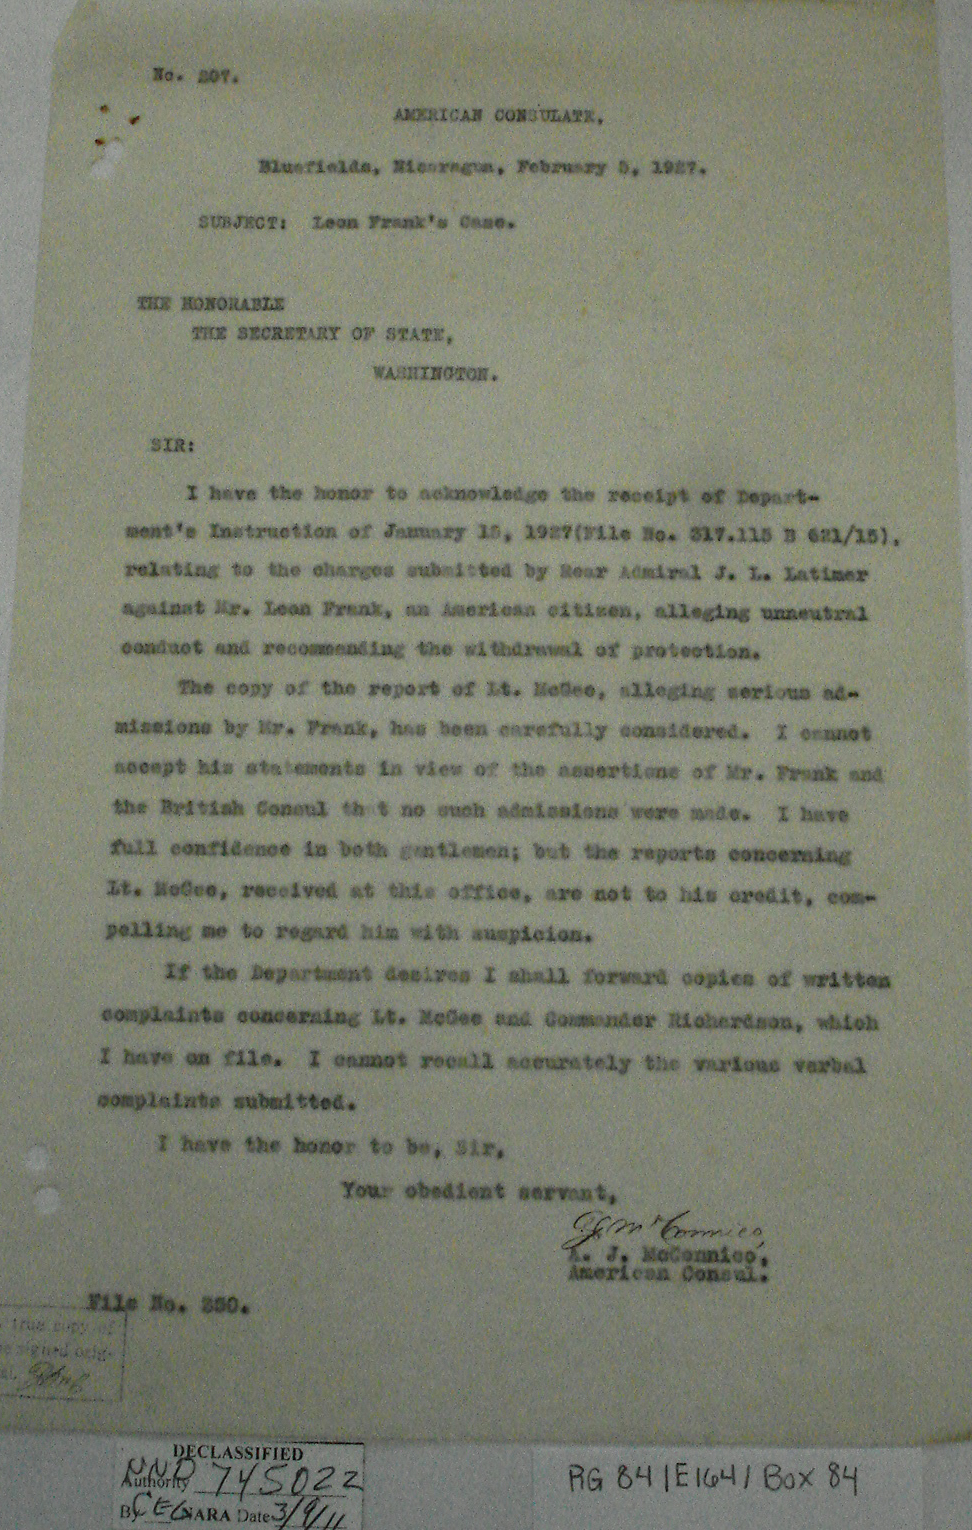 No. 207.
AMERICAN CONSULATE,
Bluefields, Nicaragua, February 5, 1927.
SUBJECT: Leon Frank's Case.
THE HONORABLE
THE SECRETARY OF STATE,
WASHINGTON.
SIR:
I have the honor to acknowledge the receipt of Depart-
ment's Instruction of January 15, 1927(File No. 317.115 B 621/15),
relating to the charges submitted by Rear Admiral J. L. Latimer
against Mr. Leon Frank, an American citizen, alleging unneutral
conduct and recommending the withdrawal of protection.
The copy of the report of Lt. McGee, alleging serious ad-
missions by Mr. Frank, has been carefully considered. I cannot
accept his statements in view of the assertions of Mr. Frank and
the British Consul that no such admissions were made. I have
full confidence in both gentlemen; but the reports concerning
Lt. McGee, received at this office, are not to his credit, com-
pelling me to regard him with suspicion.
If the Department desires I shall forward copies of written
complaints concerning Lt. McGee and Commander Richardson, which
I have on file. I cannot recall accurately the various verbal
complaints submitted.
I have the honor to be, Sir,
Your obedient servant,
A. J. McConnico,
American Consul.
File No. 350.
true copy of
signed orig-
DECLASSIFIED
Authority NND 745022
By CEG NARA Date 3/9/11
RG 84 | E164 | Box 84